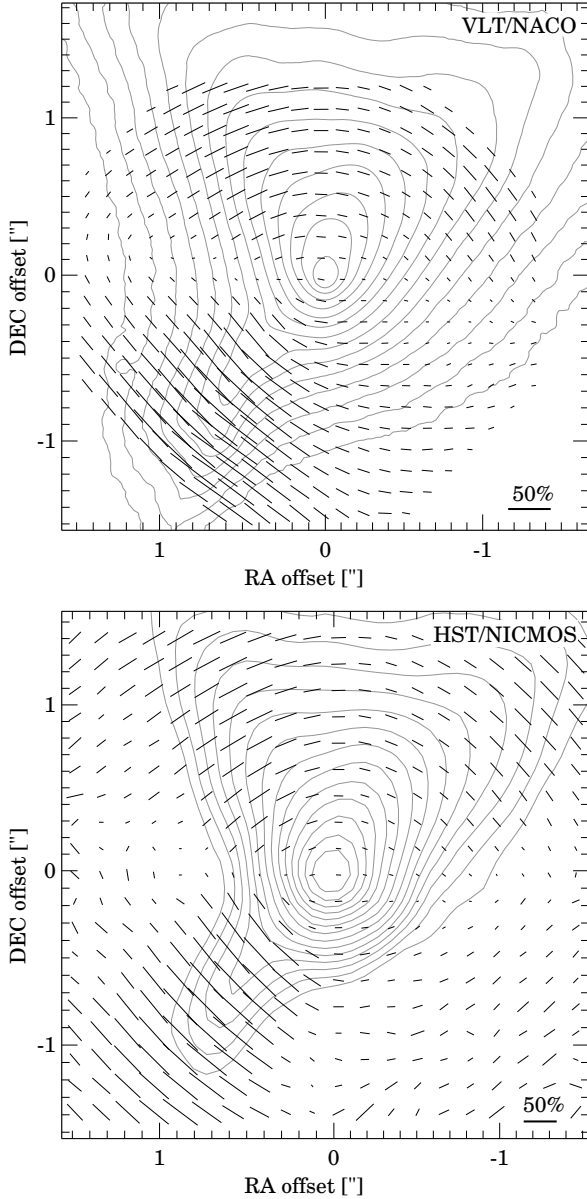 VLT/NACO
1
0
-1
DEC offset ["]
50%
1 0 -1
RA offset ["]
HST/NICMOS
1
0
-1
DEC offset ["]
50%
1 0 -1
RA offset ["]